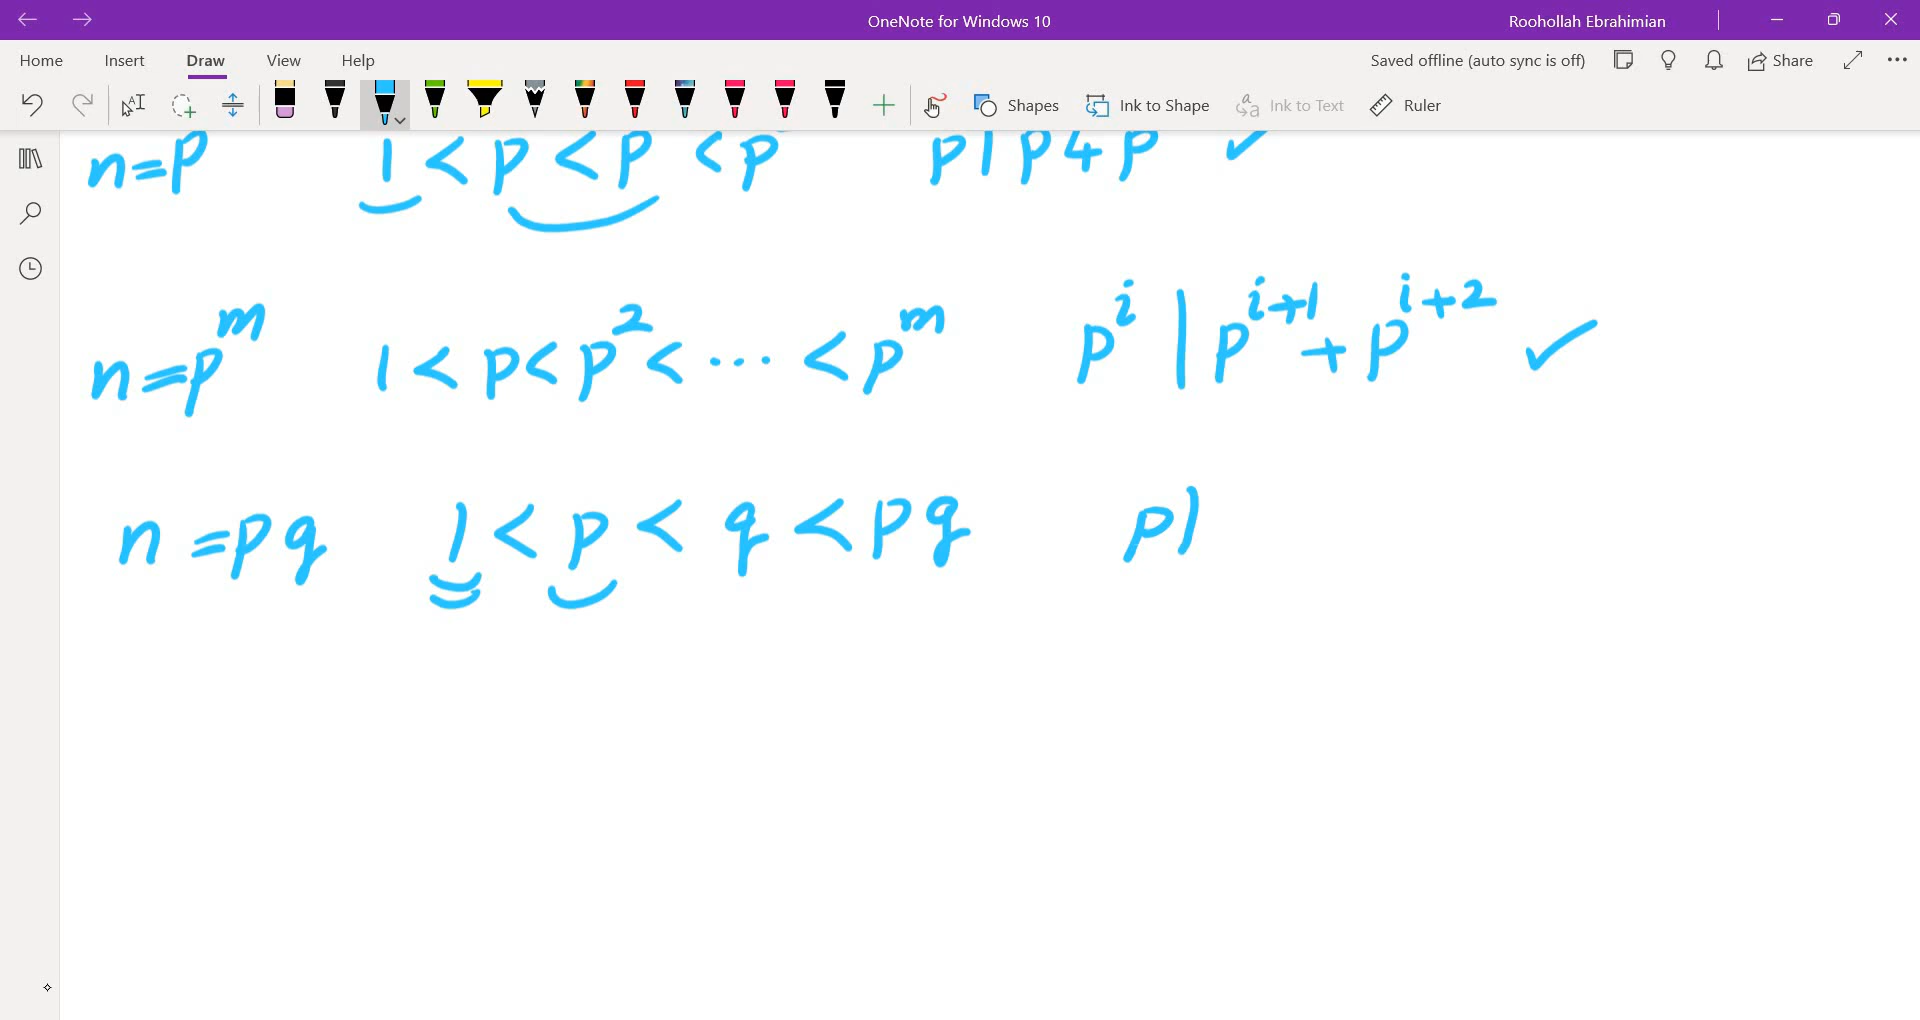 OneNote for Windows 10 Roohollah Ebrahimian
Home Insert Draw View Help Saved offline (auto sync is off) Share
Shapes Ink to Shape Ink to Text Ruler
n=p 1 < p < p < p p | p + p ✓
n=p^m 1 < p < p^2 < ... < p^m p^i | p^{i+1} + p^{i+2} ✓
n=pq 1 < p < q < pq p|